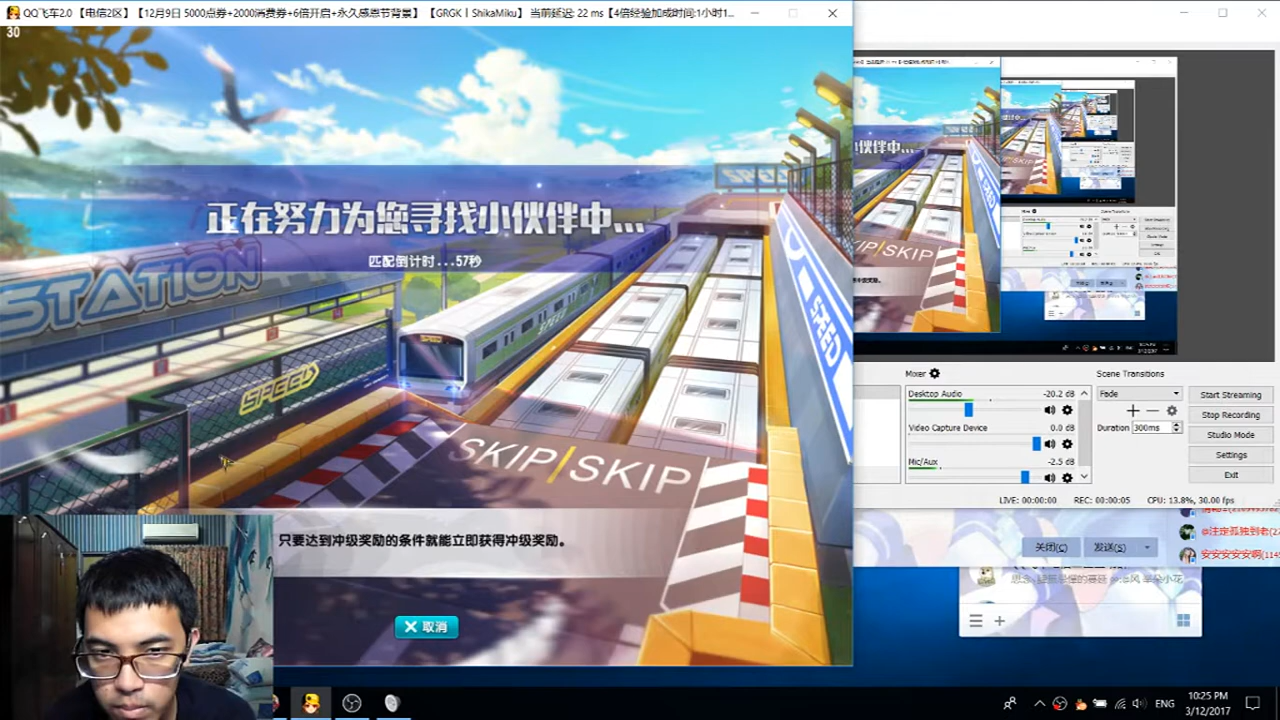 QQ飞车2.0 【电信2区】【12月9日 5000点券+2000消费券+6倍开启+永久感恩节背景】 【GRGK丨ShikaMiku】 当前延迟: 22 ms【4倍经验加成时间:1小时1...
30
正在努力为您寻找小伙伴中...
匹配倒计时...57秒
STATION
SPEED
SPEED
SPEED
SKIP/SKIP
只要达到冲级奖励的条件就能立即获得冲级奖励。
取消
SKIP
Mixer
Scene Transitions
Desktop Audio
-20.2 dB
Fade
Start Streaming
Stop Recording
Video Capture Device
0.0 dB
Duration 300ms
Studio Mode
Settings
Mic/Aux
-2.5 dB
Exit
LIVE: 00:00:00
REC: 00:00:05
CPU: 13.8%, 30.00 fps
关闭(C)
发送(S)
ENG
10:25 PM
3/12/2017